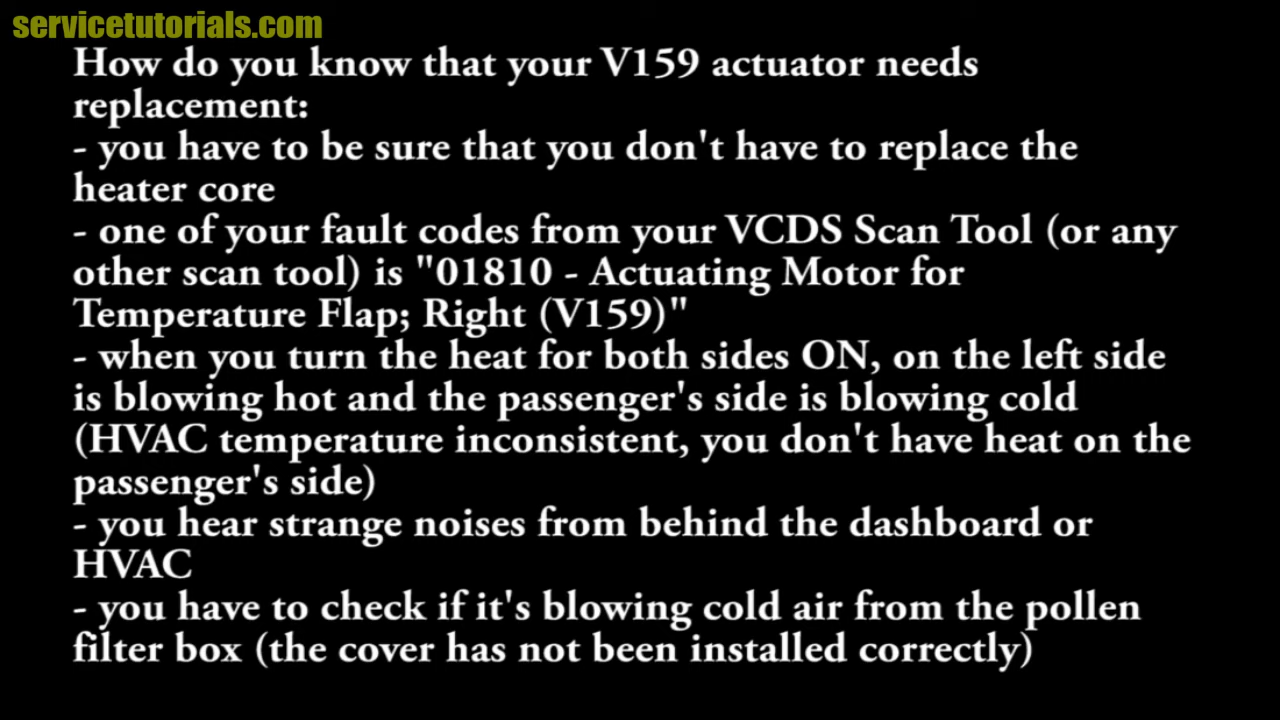 servicetutorials.com
How do you know that your V159 actuator needs
replacement:
- you have to be sure that you don't have to replace the
heater core
- one of your fault codes from your VCDS Scan Tool (or any
other scan tool) is "01810 - Actuating Motor for
Temperature Flap; Right (V159)"
- when you turn the heat for both sides ON, on the left side
is blowing hot and the passenger's side is blowing cold
(HVAC temperature inconsistent, you don't have heat on the
passenger's side)
- you hear strange noises from behind the dashboard or
HVAC
- you have to check if it's blowing cold air from the pollen
filter box (the cover has not been installed correctly)